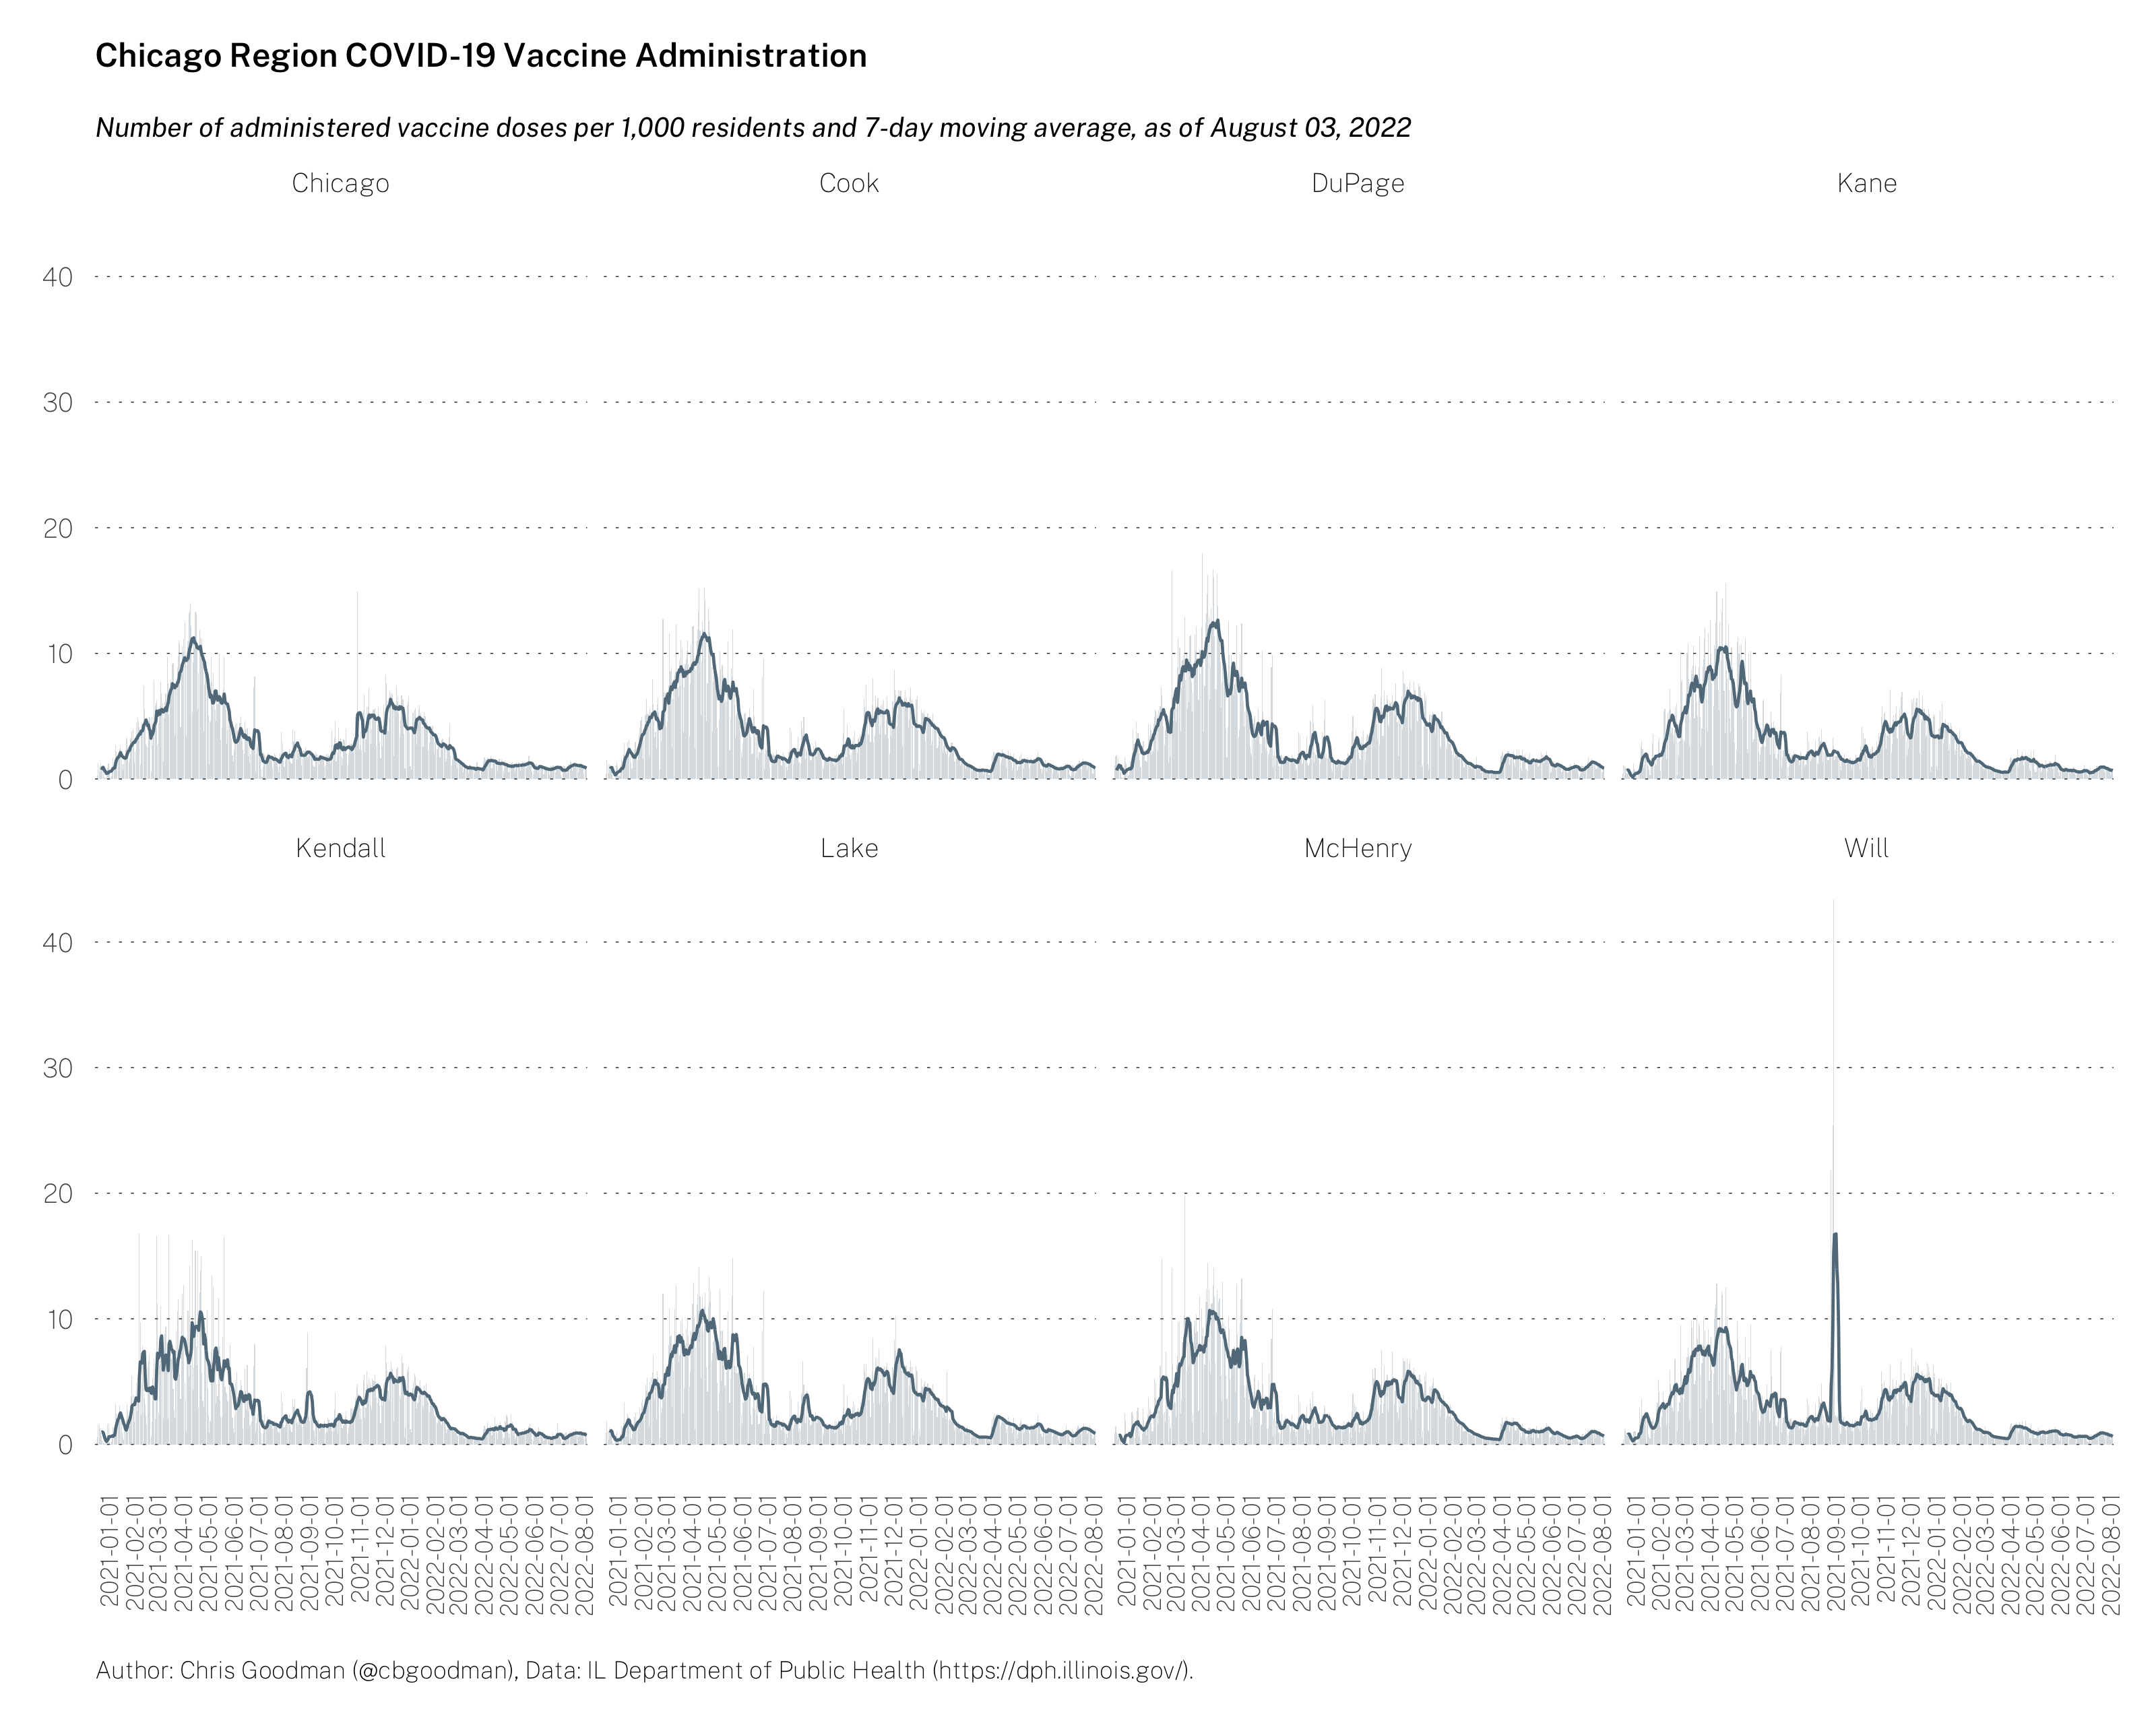 Chicago Region COVID-19 Vaccine Administration
Number of administered vaccine doses per 1,000 residents and 7-day moving average, as of August 03, 2022
Chicago Cook DuPage Kane
40
30
20
10
0
Kendall Lake McHenry Will
40
30
20
10
0
2021-01-01 2021-02-01 2021-03-01 2021-04-01 2021-05-01 2021-06-01 2021-07-01 2021-08-01 2021-09-01 2021-10-01 2021-11-01 2021-12-01 2022-01-01 2022-02-01 2022-03-01 2022-04-01 2022-05-01 2022-06-01 2022-07-01 2022-08-01
2021-01-01 2021-02-01 2021-03-01 2021-04-01 2021-05-01 2021-06-01 2021-07-01 2021-08-01 2021-09-01 2021-10-01 2021-11-01 2021-12-01 2022-01-01 2022-02-01 2022-03-01 2022-04-01 2022-05-01 2022-06-01 2022-07-01 2022-08-01
2021-01-01 2021-02-01 2021-03-01 2021-04-01 2021-05-01 2021-06-01 2021-07-01 2021-08-01 2021-09-01 2021-10-01 2021-11-01 2021-12-01 2022-01-01 2022-02-01 2022-03-01 2022-04-01 2022-05-01 2022-06-01 2022-07-01 2022-08-01
2021-01-01 2021-02-01 2021-03-01 2021-04-01 2021-05-01 2021-06-01 2021-07-01 2021-08-01 2021-09-01 2021-10-01 2021-11-01 2021-12-01 2022-01-01 2022-02-01 2022-03-01 2022-04-01 2022-05-01 2022-06-01 2022-07-01 2022-08-01
Author: Chris Goodman (@cbgoodman), Data: IL Department of Public Health (https://dph.illinois.gov/).